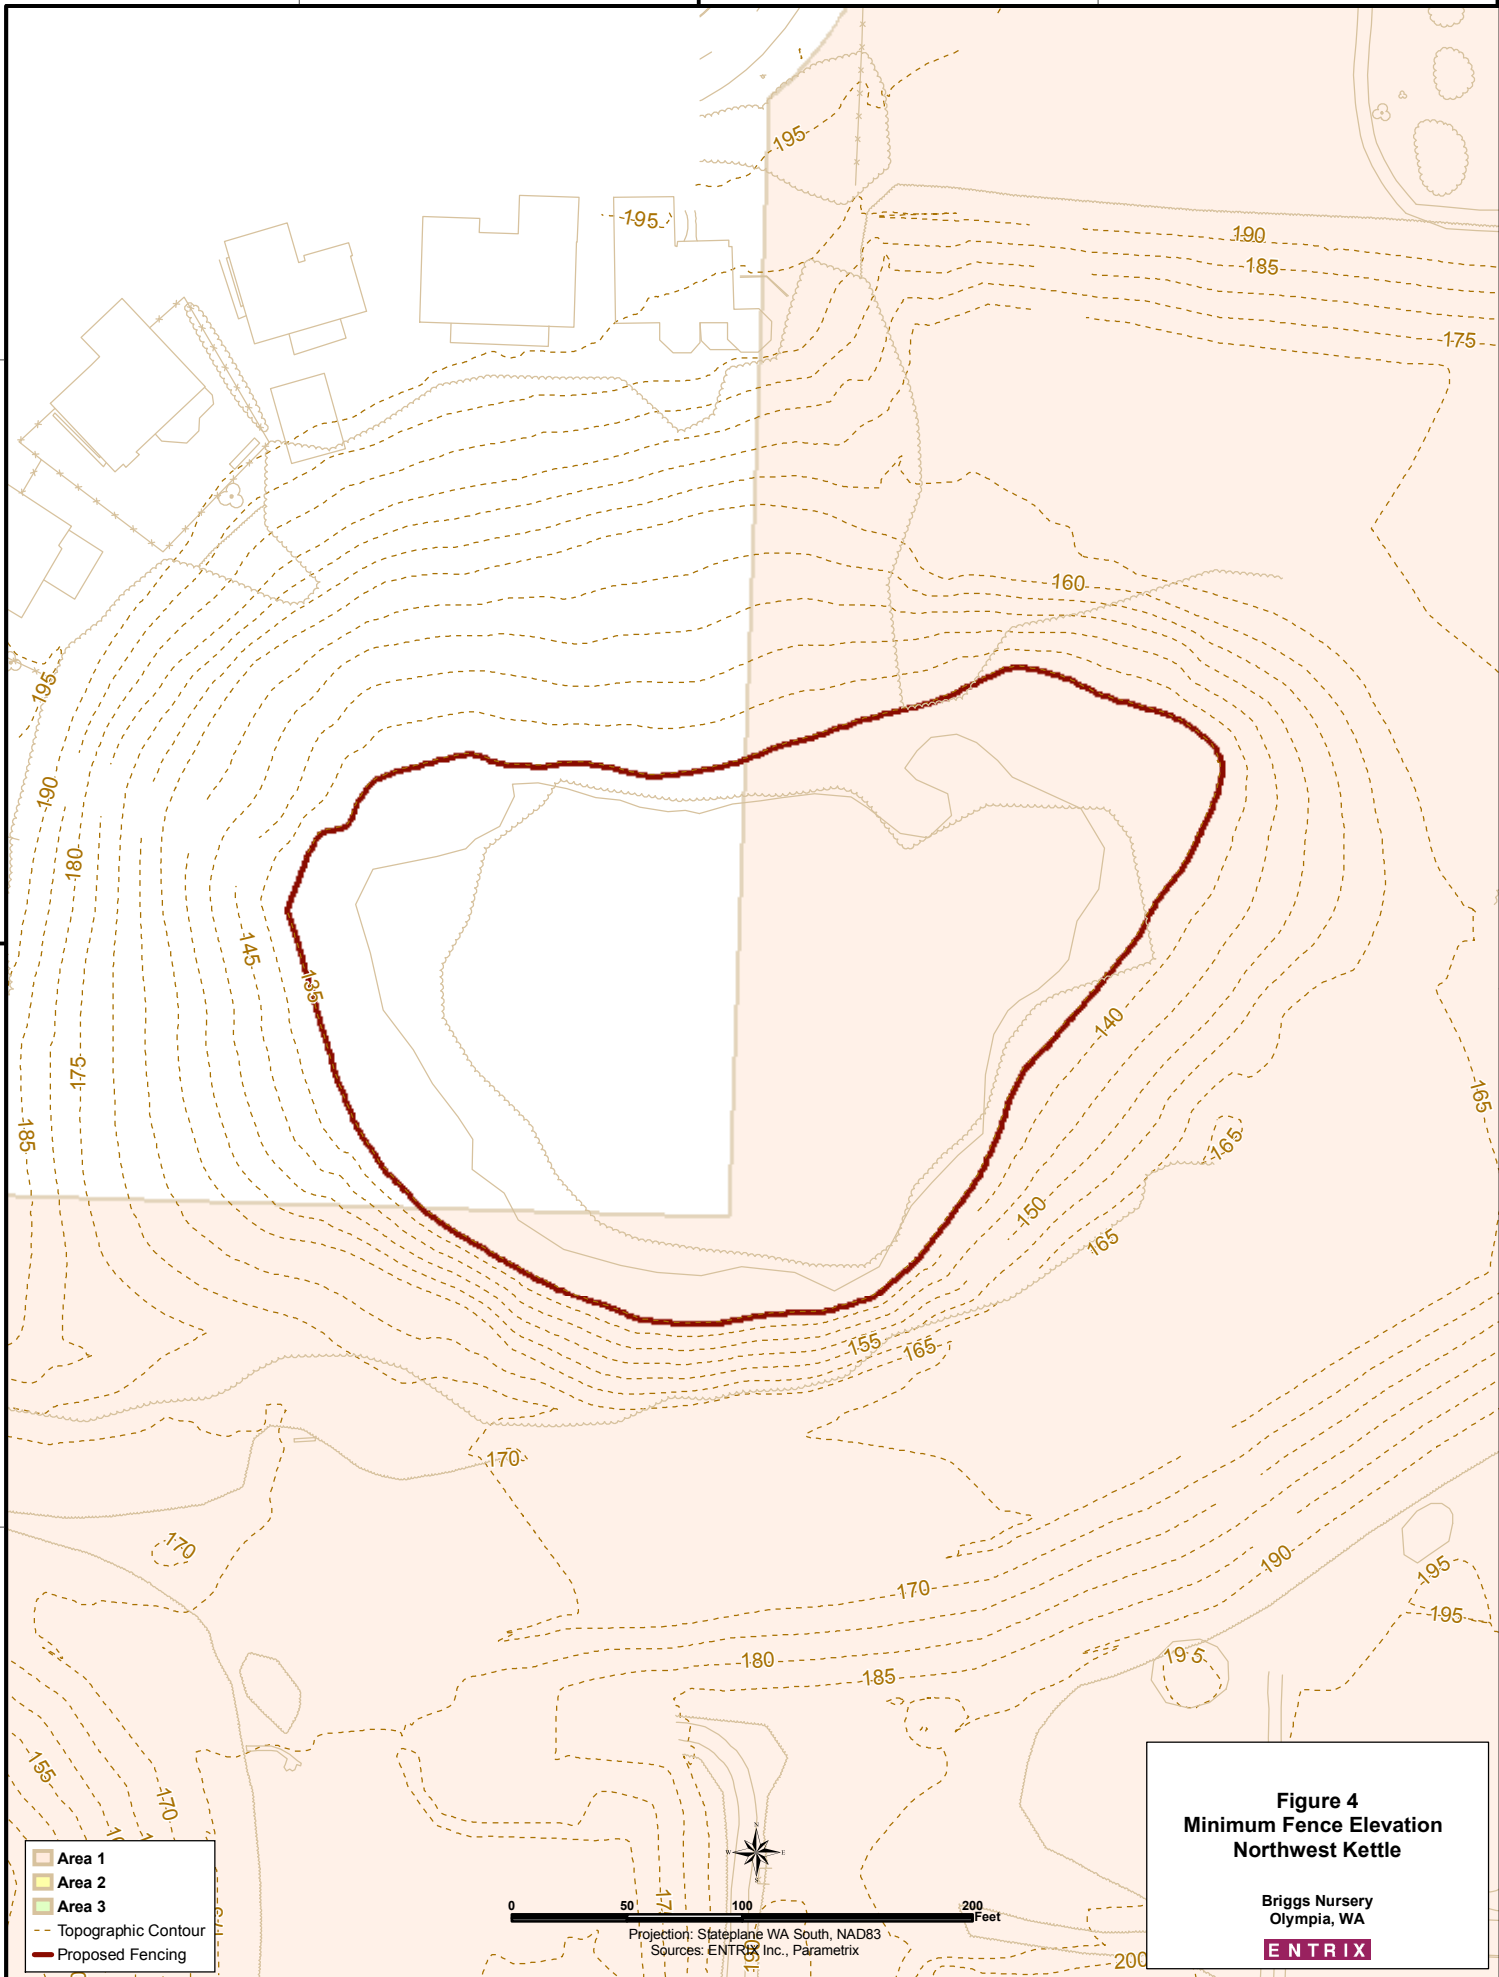 195
195
190
185
175
160
195
190
180
145
135
140
175
165
185
165
150
165
155
165
170
170
190
170
195
195
180
19 5
185
155
170
Figure 4
Minimum Fence Elevation
Northwest Kettle
Briggs Nursery
Olympia, WA
ENTRIX
Area 1
Area 2
Area 3
Topographic Contour
Proposed Fencing
N
W E
0 50 100 200
Feet
Projection: Stateplane WA South, NAD83
Sources: ENTRIX Inc., Parametrix
190
200